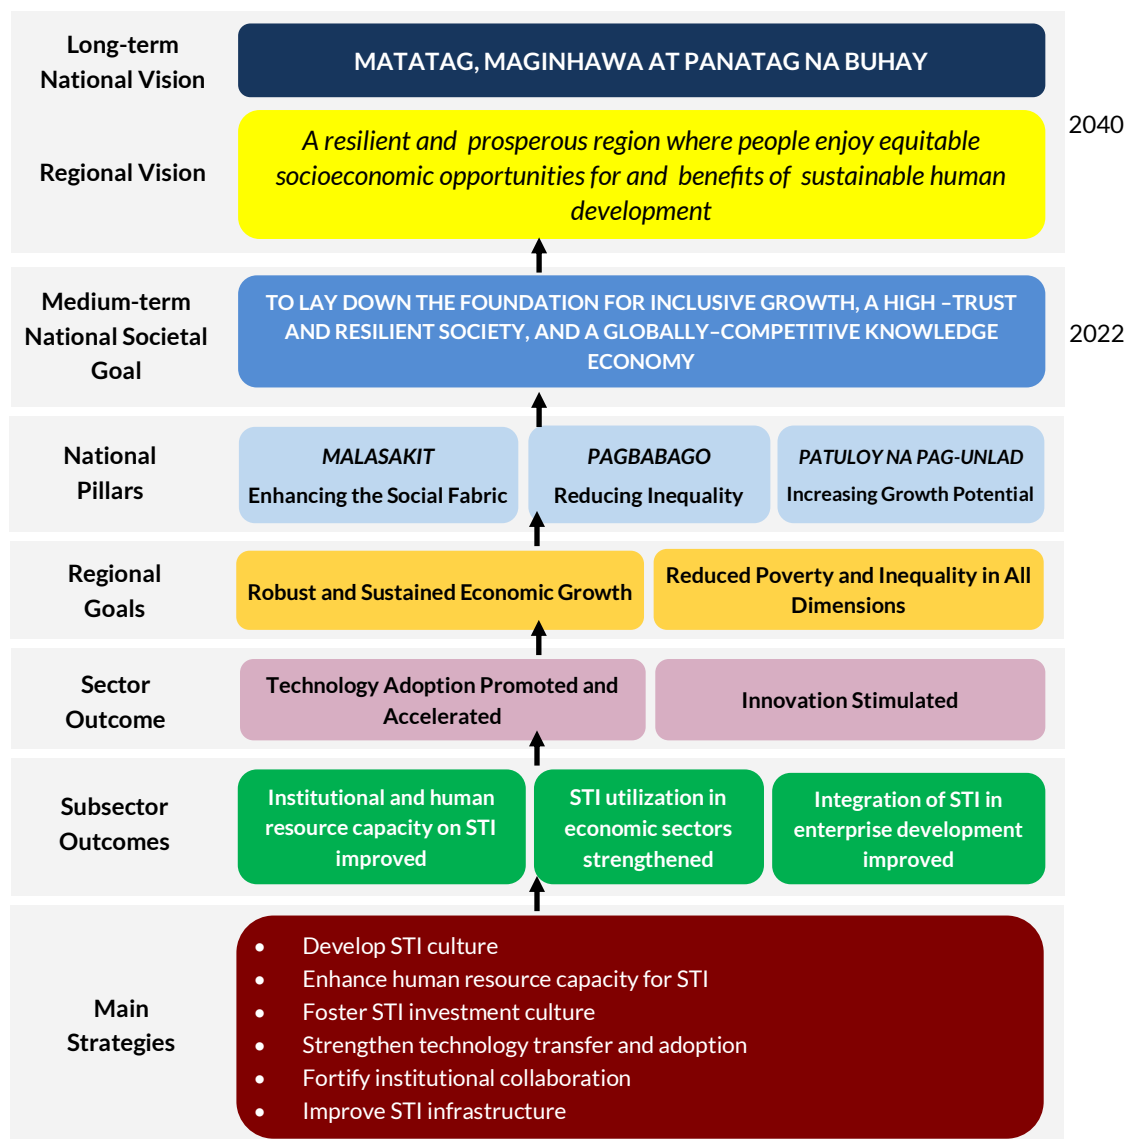 Long-term
National Vision
MATATAG, MAGINHAWA AT PANATAG NA BUHAY
2040
Regional Vision
A resilient and prosperous region where people enjoy equitable
socioeconomic opportunities for and benefits of sustainable human
development
Medium-term
National Societal
Goal
TO LAY DOWN THE FOUNDATION FOR INCLUSIVE GROWTH, A HIGH –TRUST
AND RESILIENT SOCIETY, AND A GLOBALLY–COMPETITIVE KNOWLEDGE
ECONOMY
2022
National
Pillars
MALASAKIT
Enhancing the Social Fabric
PAGBABAGO
Reducing Inequality
PATULOY NA PAG-UNLAD
Increasing Growth Potential
Regional
Goals
Robust and Sustained Economic Growth
Reduced Poverty and Inequality in All
Dimensions
Sector
Outcome
Technology Adoption Promoted and
Accelerated
Innovation Stimulated
Subsector
Outcomes
Institutional and human
resource capacity on STI
improved
STI utilization in
economic sectors
strengthened
Integration of STI in
enterprise development
improved
Main
Strategies
• Develop STI culture
• Enhance human resource capacity for STI
• Foster STI investment culture
• Strengthen technology transfer and adoption
• Fortify institutional collaboration
• Improve STI infrastructure